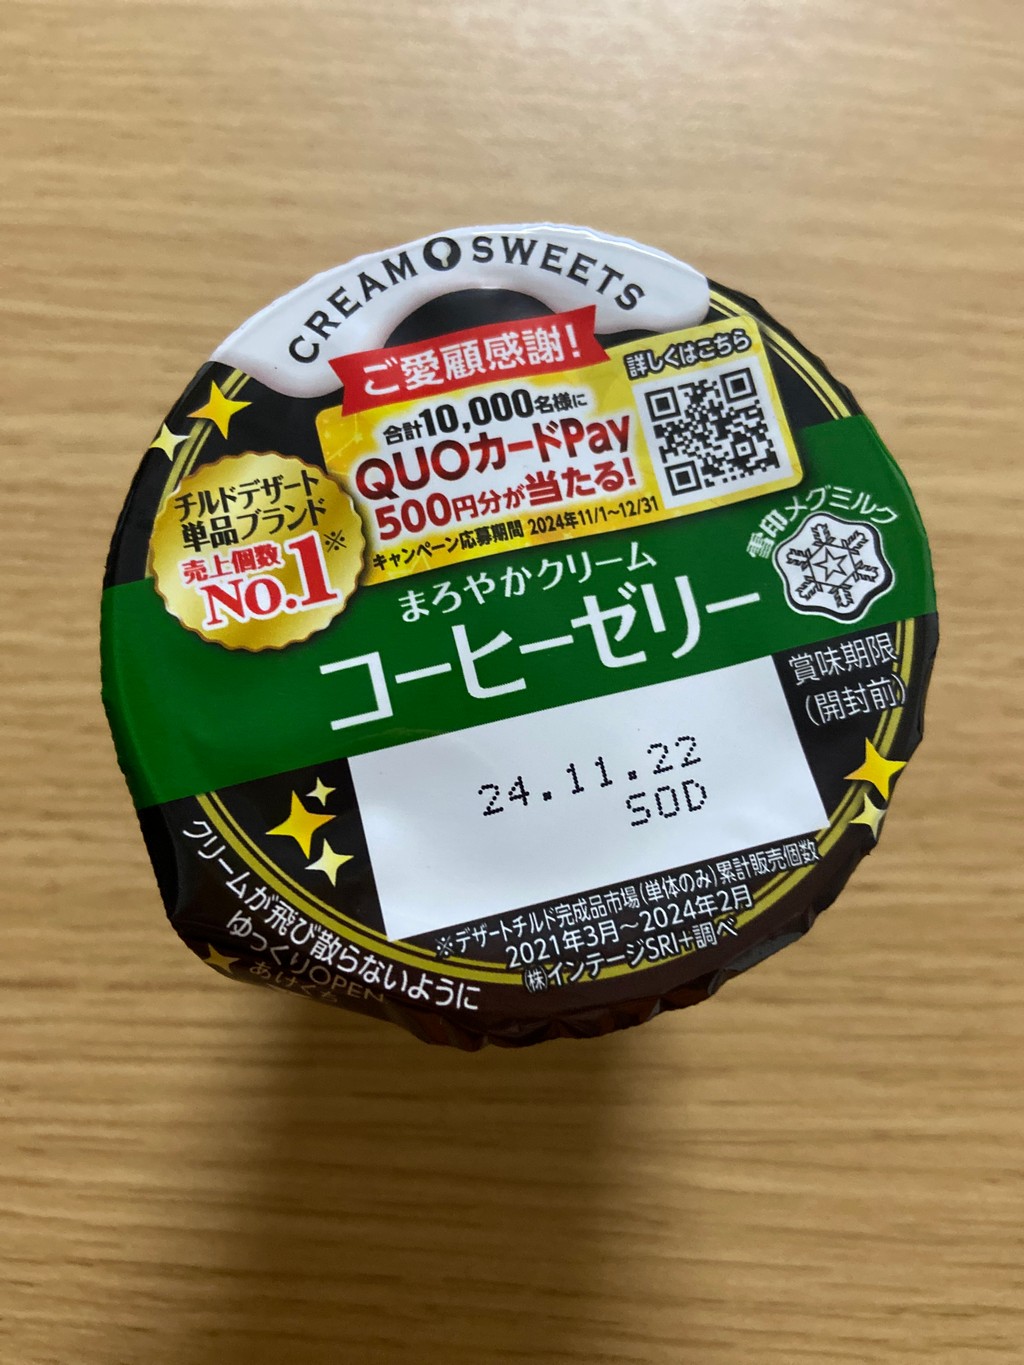 CREAM SWEETS
ご愛顧感謝!
合計10,000名様に
QUOカードPay
500円分が当たる!
キャンペーン応募期間 2024年11/1~12/31
詳しくはこちら
チルドデザート
単品ブランド※
売上個数
No.1
雪印メグミルク
まろやかクリーム
コーヒーゼリー
賞味期限
(開封前)
24.11.22
SOD
※デザートチルド完成品市場(単体のみ)累計販売個数
2021年3月~2024年2月
(株)インテージSRI+調べ
クリームが飛び散らないように
ゆっくりOPEN
あけくち